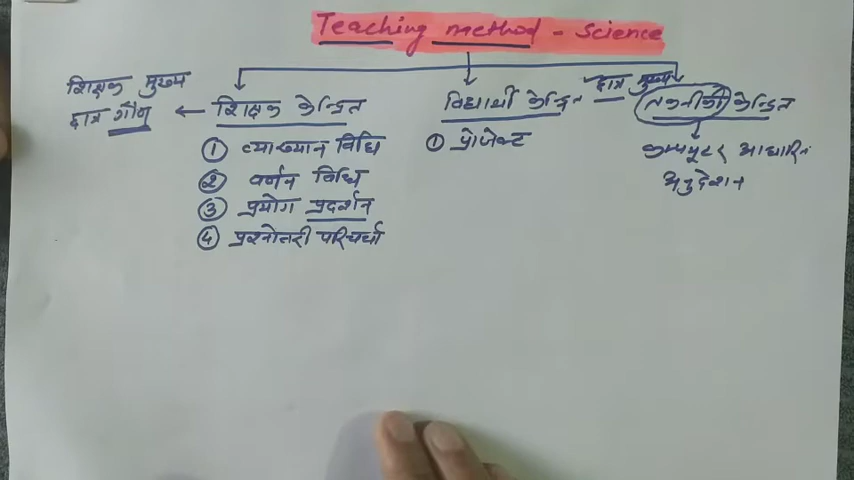 Teaching method - Science
शिक्षक मुख्य
छात्र गौण
शिक्षक केन्द्रित
① व्याख्यान विधि
② वर्णन विधि
③ प्रयोग प्रदर्शन
④ प्रश्नोतरी परिचर्चा
विद्यार्थी केन्द्रित
छात्र मुख्य
① प्रोजेक्ट
तकनीकी केन्द्रित
कम्प्यूटर आधारित
अनुदेशन